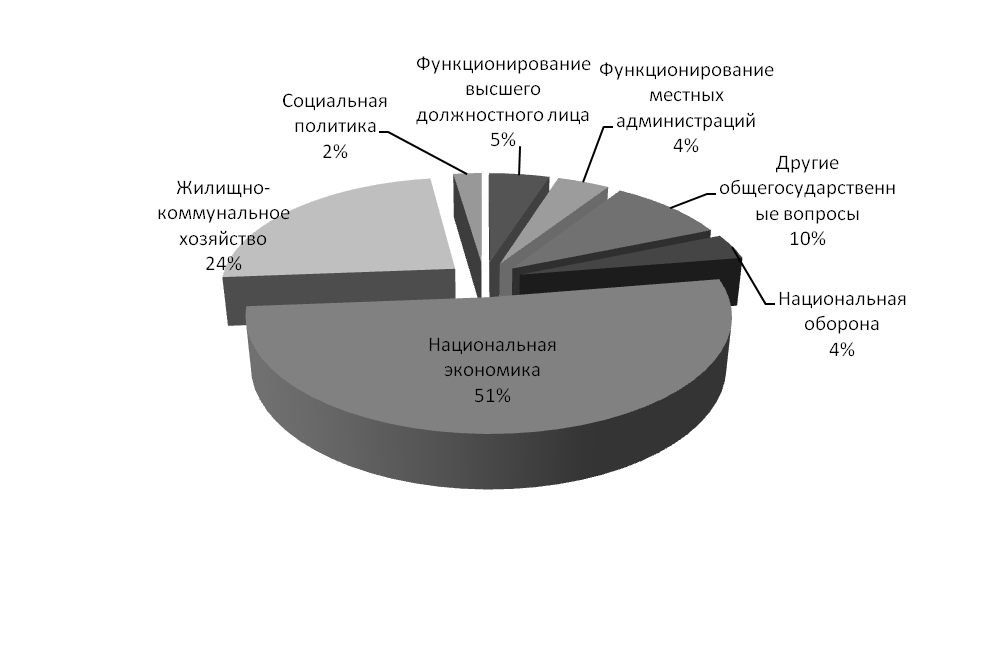 Функционирование
высшего
должностного лица
5%
Функционирование
местных
администраций
4%
Другие
общегосударственн
ые вопросы
10%
Национальная
оборона
4%
Национальная
экономика
51%
Жилищно-
коммунальное
хозяйство
24%
Социальная
политика
2%